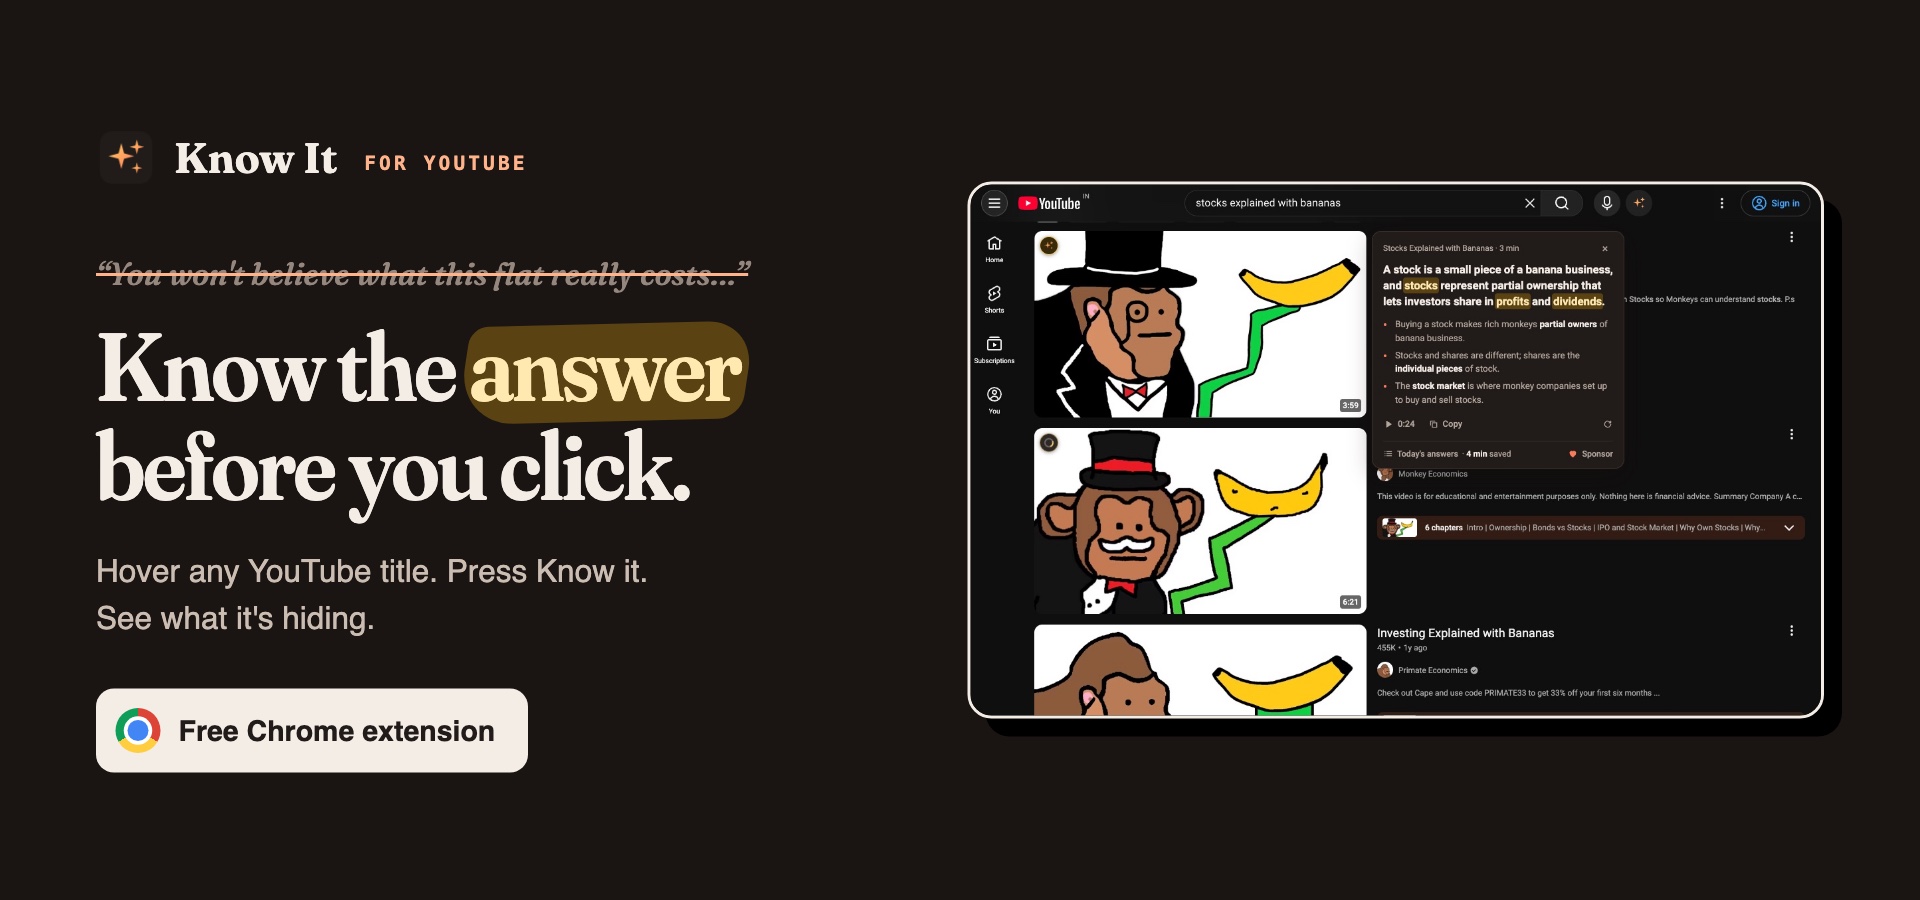 Know It FOR YOUTUBE
“You won't believe what this flat really costs...”
Know the answer
before you click.
Hover any YouTube title. Press Know it.
See what it's hiding.
Free Chrome extension
YouTube IN
stocks explained with bananas
Sign in
Home
Shorts
Subscriptions
You
3:59
Stocks Explained with Bananas · 3 min
A stock is a small piece of a banana business,
and stocks represent partial ownership that
lets investors share in profits and dividends.
Buying a stock makes rich monkeys partial owners of
banana business.
Stocks and shares are different; shares are the
individual pieces of stock.
The stock market is where monkey companies set up
to buy and sell stocks.
0:24 Copy
Today's answers · 4 min saved Sponsor
Stocks so Monkeys can understand stocks. P.s
6:21
Monkey Economics
This video is for educational and entertainment purposes only. Nothing here is financial advice. Summary Company A c...
6 chapters Intro | Ownership | Bonds vs Stocks | IPO and Stock Market | Why Own Stocks | Why...
Investing Explained with Bananas
455K • 1y ago
Primate Economics
Check out Cape and use code PRIMATE33 to get 33% off your first six months ...